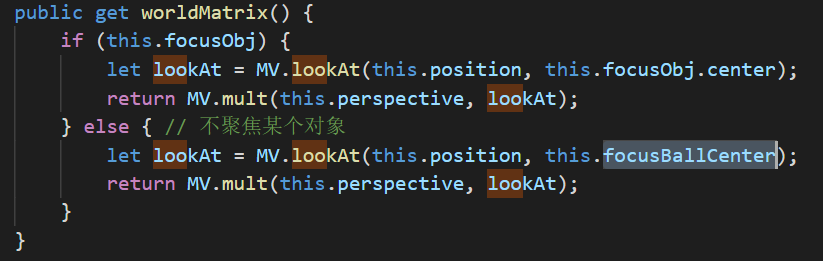 public get worldMatrix() {
    if (this.focusObj) {
        let lookAt = MV.lookAt(this.position, this.focusObj.center);
        return MV.mult(this.perspective, lookAt);
    } else { // 不聚焦某个对象
        let lookAt = MV.lookAt(this.position, this.focusBallCenter);
        return MV.mult(this.perspective, lookAt);
    }
}